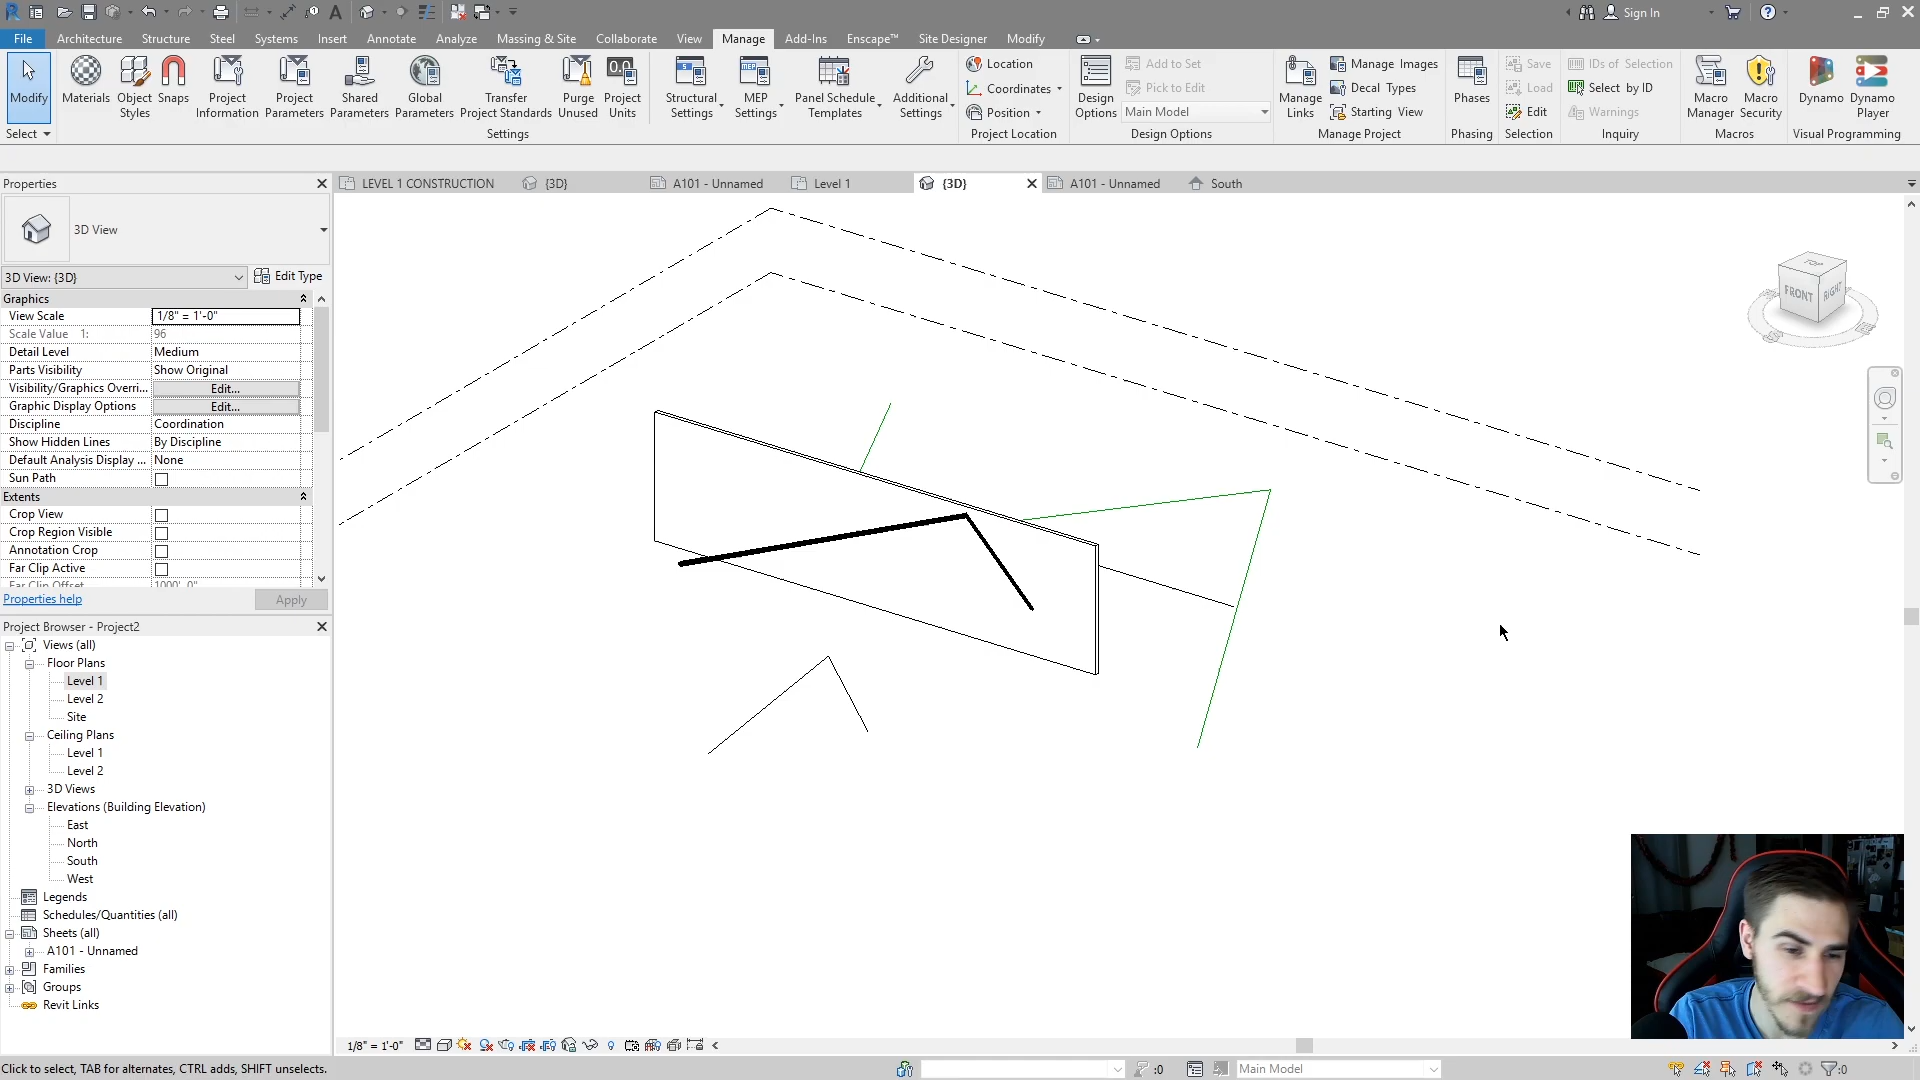 Sign In
File Architecture Structure Steel Systems Insert Annotate Analyze Massing & Site Collaborate View Manage Add-Ins Enscape™ Site Designer Modify
Modify
Materials
Object Styles
Snaps
Project Information
Project Parameters
Shared Parameters
Global Parameters
Transfer Project Standards
Purge Unused
Project Units
Structural Settings
MEP Settings
Panel Schedule Templates
Additional Settings
Location
Coordinates
Position
Design Options
Add to Set
Pick to Edit
Main Model
Manage Links
Manage Images
Decal Types
Starting View
Phases
Save
Load
Edit
IDs of Selection
Select by ID
Warnings
Macro Manager
Macro Security
Dynamo
Dynamo Player
Select
Settings
Project Location
Design Options
Manage Project
Phasing
Selection
Inquiry
Macros
Visual Programming
Properties
LEVEL 1 CONSTRUCTION
{3D}
A101 - Unnamed
Level 1
{3D}
A101 - Unnamed
South
3D View
3D View: {3D}
Edit Type
Graphics
View Scale 1/8" = 1'-0"
Scale Value 1: 96
Detail Level Medium
Parts Visibility Show Original
Visibility/Graphics Overri... Edit...
Graphic Display Options Edit...
Discipline Coordination
Show Hidden Lines By Discipline
Default Analysis Display ... None
Sun Path
Extents
Crop View
Crop Region Visible
Annotation Crop
Far Clip Active
Far Clip Offset 1000' 0"
Properties help
Apply
FRONT
RIGHT
Project Browser - Project2
Views (all)
Floor Plans
Level 1
Level 2
Site
Ceiling Plans
Level 1
Level 2
3D Views
Elevations (Building Elevation)
East
North
South
West
Legends
Schedules/Quantities (all)
Sheets (all)
A101 - Unnamed
Families
Groups
Revit Links
1/8" = 1'-0"
Click to select, TAB for alternates, CTRL adds, SHIFT unselects.
:0
Main Model
:0